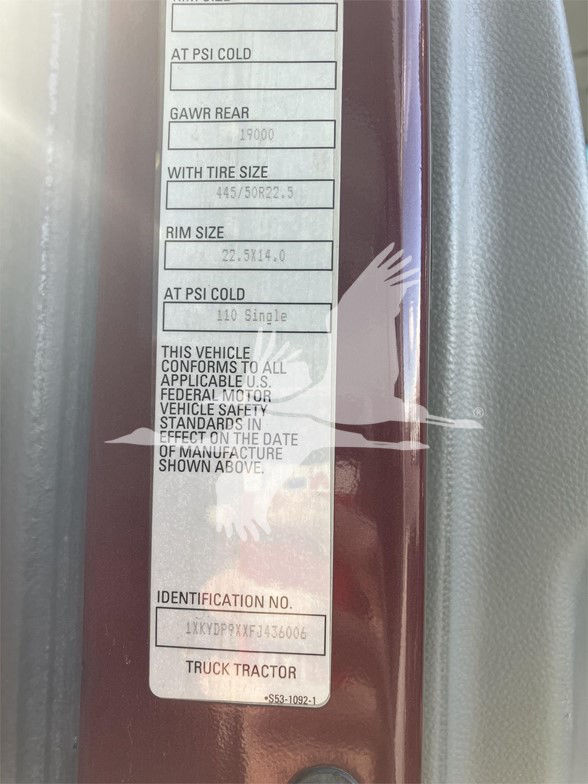 RIM SIZE
AT PSI COLD
GAWR REAR
19000
WITH TIRE SIZE
445/50R22.5
RIM SIZE
22.5X14.0
AT PSI COLD
110 Single
THIS VEHICLE
CONFORMS TO ALL
APPLICABLE U.S.
FEDERAL MOTOR
VEHICLE SAFETY
STANDARDS IN
EFFECT ON THE DATE
OF MANUFACTURE
SHOWN ABOVE.
®
IDENTIFICATION NO.
1XKYDP9XXFJ436006
TRUCK TRACTOR
*S53-1092-1